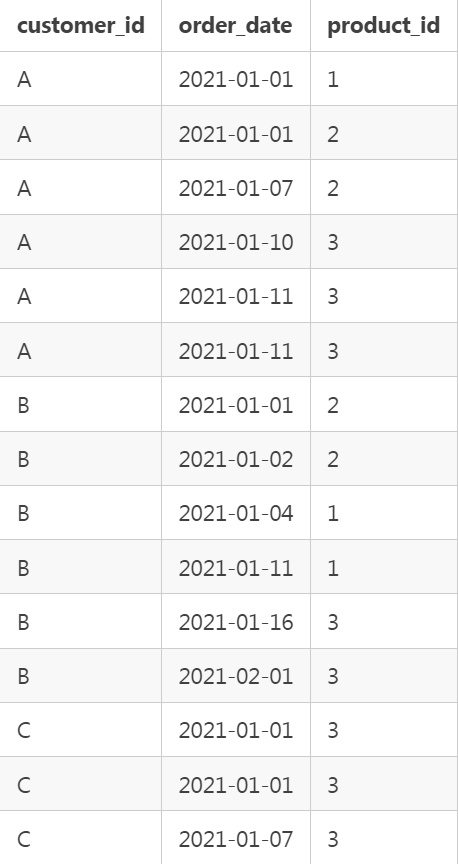 customer_id order_date product_id
A 2021-01-01 1
A 2021-01-01 2
A 2021-01-07 2
A 2021-01-10 3
A 2021-01-11 3
A 2021-01-11 3
B 2021-01-01 2
B 2021-01-02 2
B 2021-01-04 1
B 2021-01-11 1
B 2021-01-16 3
B 2021-02-01 3
C 2021-01-01 3
C 2021-01-01 3
C 2021-01-07 3